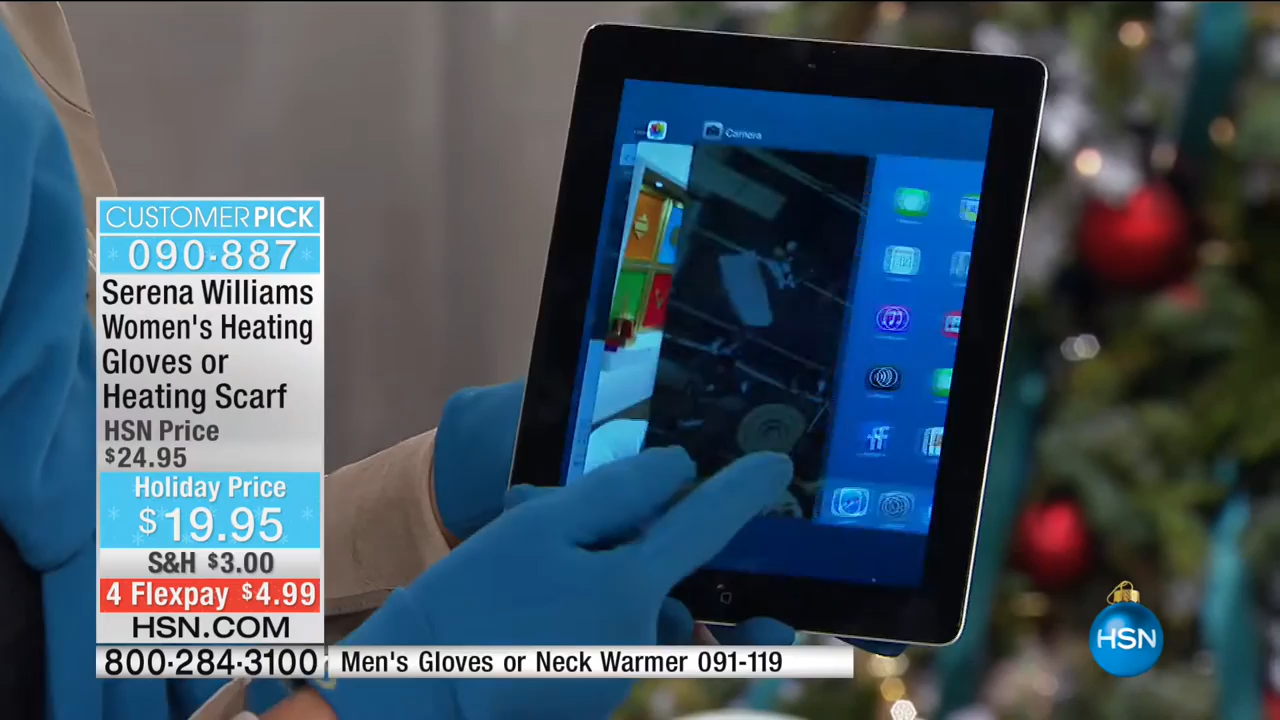 Camera
CUSTOMER PICK
090·887
Serena Williams
Women's Heating
Gloves or
Heating Scarf
HSN Price
$24.95
Holiday Price
$19.95
S&H $3.00
4 Flexpay $4.99
HSN.COM
800·284·3100
Men's Gloves or Neck Warmer 091-119
HSN